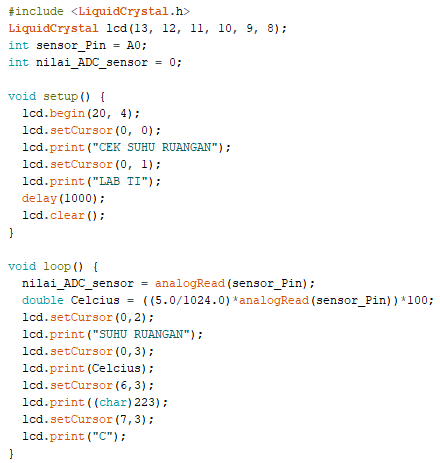 #include <LiquidCrystal.h>
LiquidCrystal lcd(13, 12, 11, 10, 9, 8);
int sensor_Pin = A0;
int nilai_ADC_sensor = 0;

void setup() {
  lcd.begin(20, 4);
  lcd.setCursor(0, 0);
  lcd.print("CEK SUHU RUANGAN");
  lcd.setCursor(0, 1);
  lcd.print("LAB TI");
  delay(1000);
  lcd.clear();
}

void loop() {
  nilai_ADC_sensor = analogRead(sensor_Pin);
  double Celcius = ((5.0/1024.0)*analogRead(sensor_Pin))*100;
  lcd.setCursor(0,2);
  lcd.print("SUHU RUANGAN");
  lcd.setCursor(0,3);
  lcd.print(Celcius);
  lcd.setCursor(6,3);
  lcd.print((char)223);
  lcd.setCursor(7,3);
  lcd.print("C");
}